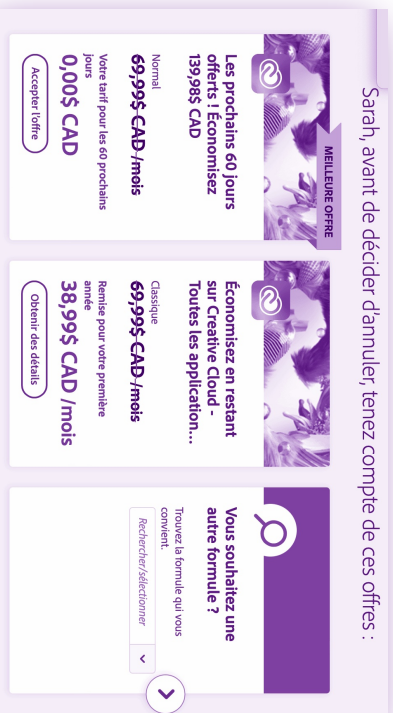 Sarah, avant de décider d'annuler, tenez compte de ces offres :
MEILLEURE OFFRE
Les prochains 60 jours
offerts ! Économisez
139,98$ CAD
Normal
69,99$ CAD /mois
Votre tarif pour les 60 prochains
jours
0,00$ CAD
Accepter l'offre
Économisez en restant
sur Creative Cloud -
Toutes les application...
Classique
69,99$ CAD /mois
Remise pour votre première
année
38,99$ CAD /mois
Obtenir des détails
Vous souhaitez une
autre formule ?
Trouvez la formule qui vous
convient.
Rechercher/sélectionner